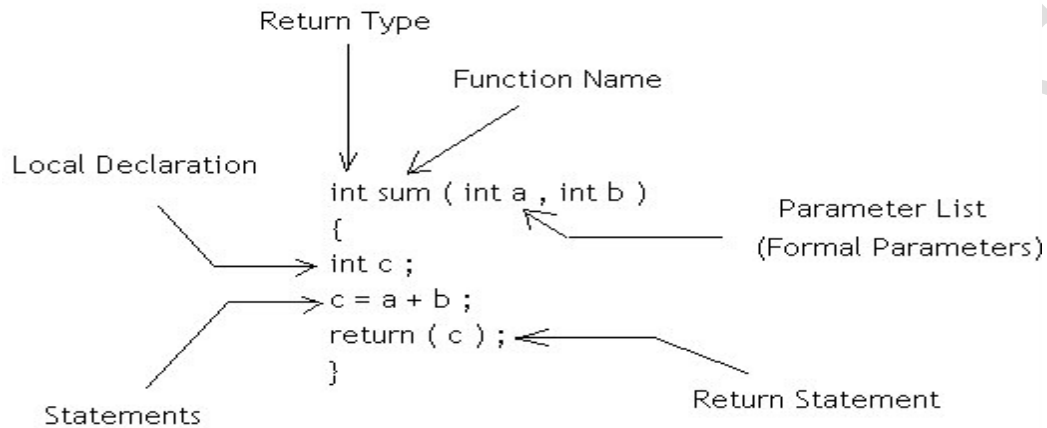 Return Type
Function Name
Local Declaration
int sum ( int a , int b )
Parameter List
(Formal Parameters)
{
int c ;
c = a + b ;
return ( c ) ;
}
Return Statement
Statements